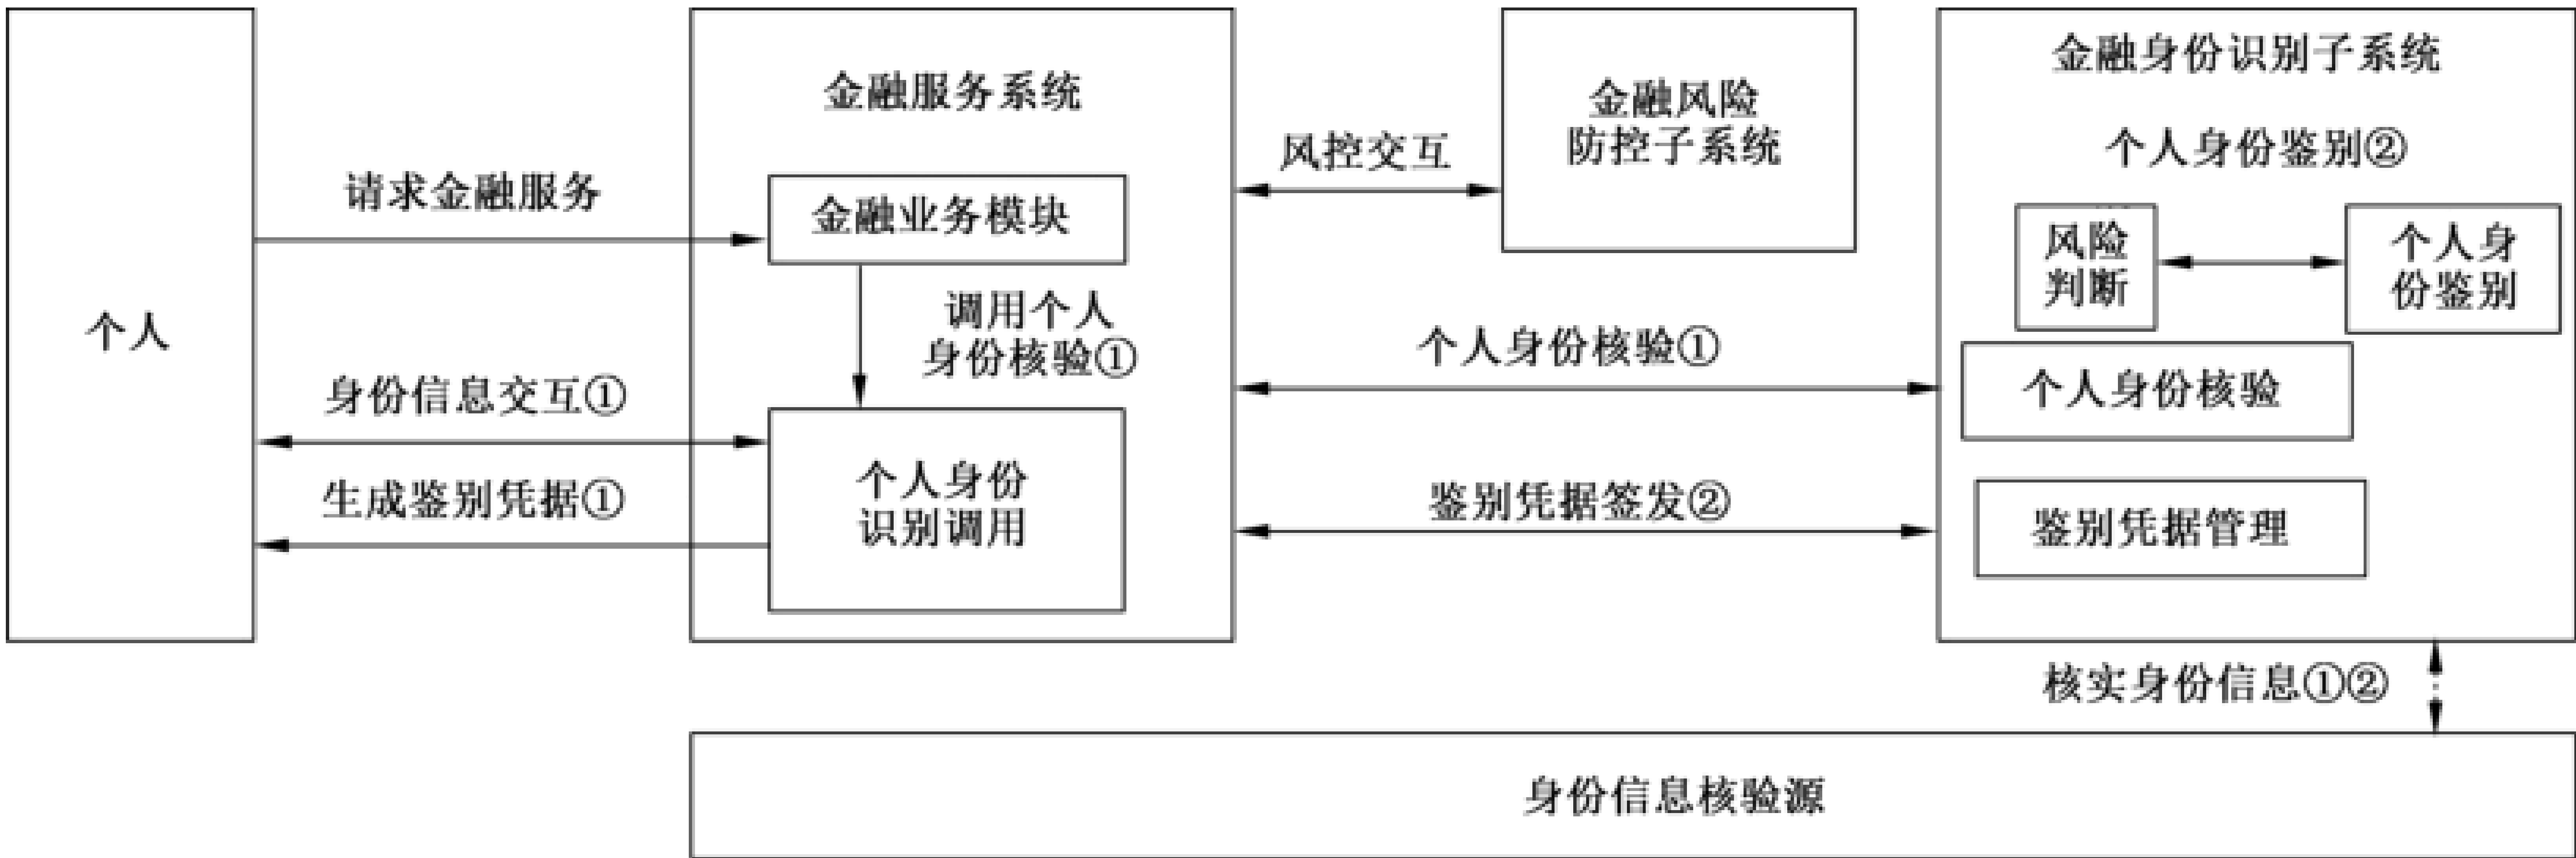 个人
请求金融服务
身份信息交互①
生成鉴别凭据①
金融服务系统
金融业务模块
调用个人
身份核验①
个人身份
识别调用
风控交互
金融风险
防控子系统
个人身份核验①
鉴别凭据签发②
金融身份识别子系统
个人身份鉴别②
风险
判断
个人身
份鉴别
个人身份核验
鉴别凭据管理
核实身份信息①②
身份信息核验源